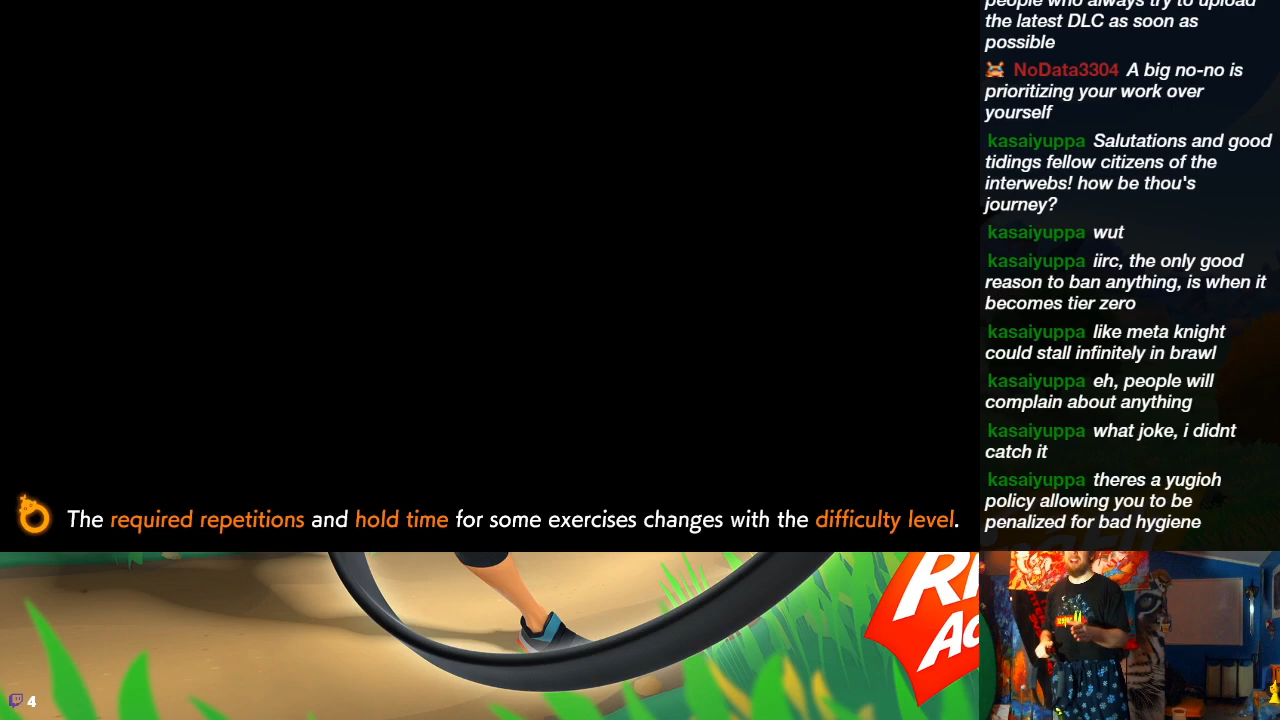 people who always try to upload
the latest DLC as soon as
possible
NoData3304 A big no-no is
prioritizing your work over
yourself
kasaiyuppa Salutations and good
tidings fellow citizens of the
interwebs! how be thou's
journey?
kasaiyuppa wut
kasaiyuppa iirc, the only good
reason to ban anything, is when it
becomes tier zero
kasaiyuppa like meta knight
could stall infinitely in brawl
kasaiyuppa eh, people will
complain about anything
kasaiyuppa what joke, i didnt
catch it
kasaiyuppa theres a yugioh
policy allowing you to be
penalized for bad hygiene
The required repetitions and hold time for some exercises changes with the difficulty level.
4